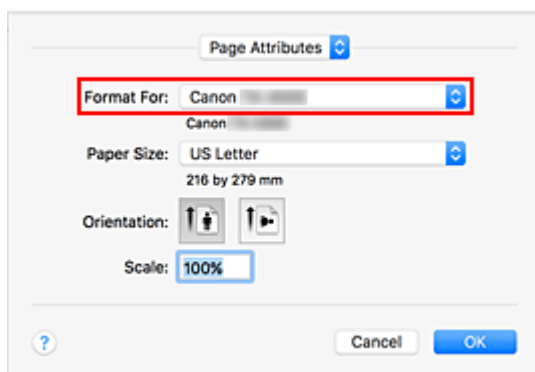 Page Attributes
Format For: Canon
Canon
Paper Size: US Letter
216 by 279 mm
Orientation:
Scale: 100%
? Cancel OK